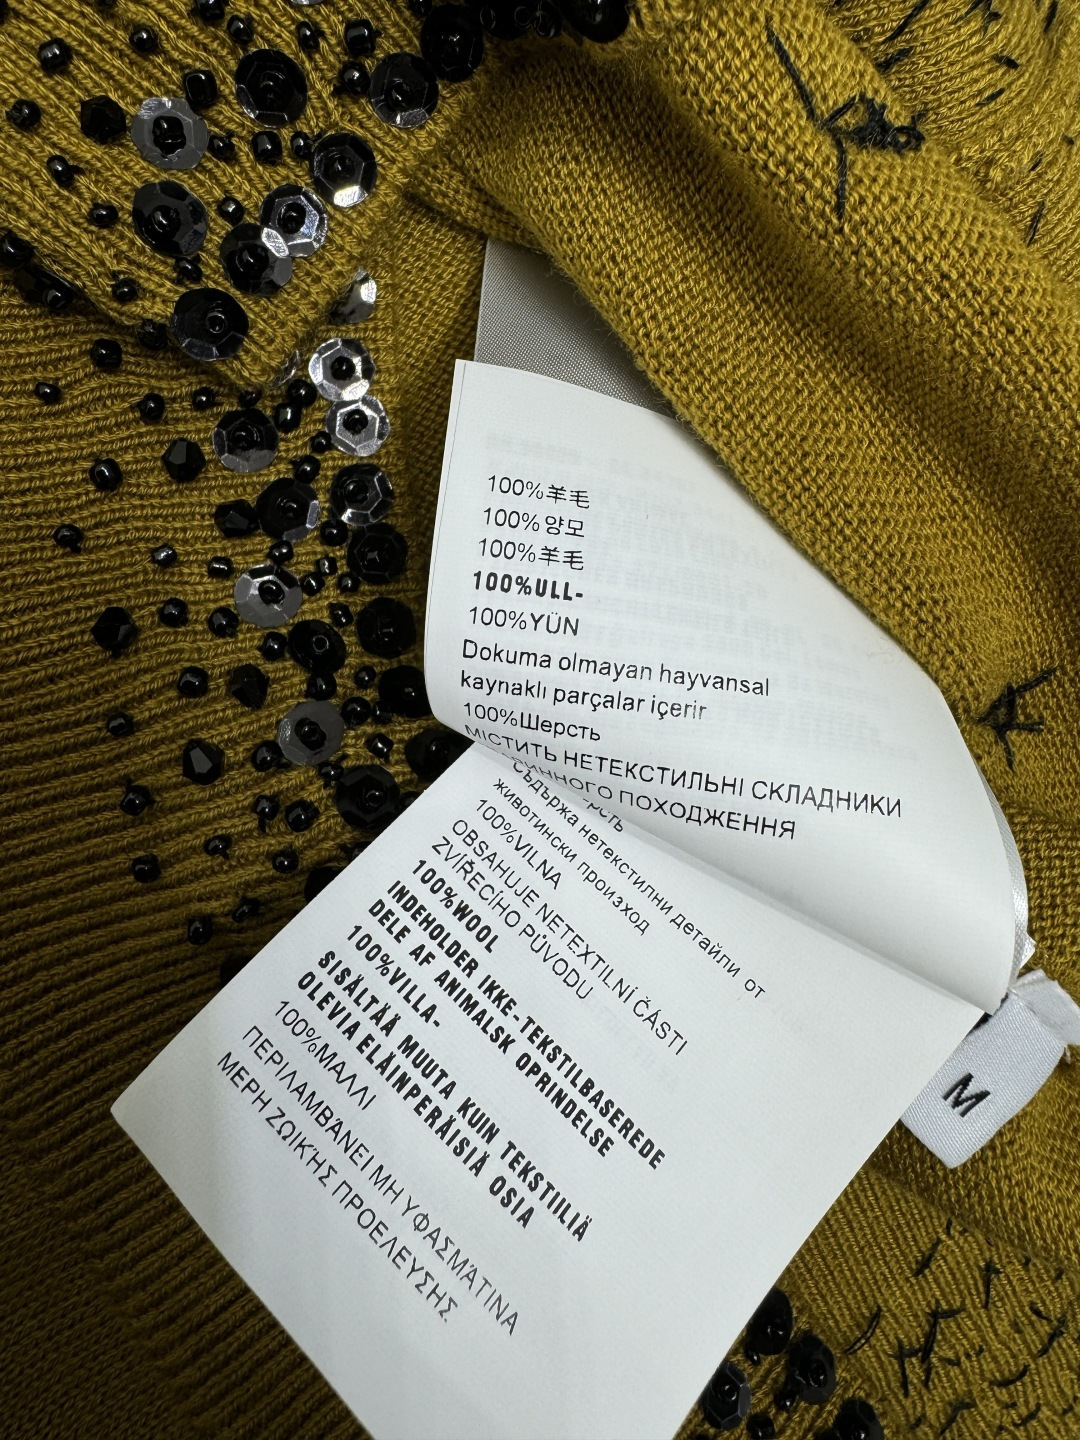 100%羊毛
100%양모
100%羊毛
100%ULL-
100%YÜN
Dokuma olmayan hayvansal
kaynaklı parçalar içerir
100%Шерсть
МІСТИТЬ НЕТЕКСТИЛЬНІ СКЛАДНИКИ
ПОХОДЖЕННЯ
Съдържа нетекстилни детайли от
животински произход
100%VILNA
OBSAHUJE NETEXTILNÍ ČÁSTI
ZVÍŘECÍHO PŮVODU
100%WOOL
INDEHOLDER IKKE-TEKSTILBASEREDE
DELE AF ANIMALSK OPRINDELSE
100%VILLA-
SISÄLTÄÄ MUUTA KUIN TEKSTIILIÄ
OLEVIA ELÄINPERÄISIÄ OSIA
100%ΜΑΛΛΙ
ΠΕΡΙΛΑΜΒΆΝΕΙ ΜΗ ΥΦΑΣΜΆΤΙΝΑ
ΜΕΡΗ ΖΩΙΚΉΣ ΠΡΟΕΛΕΥΣΗΣ
M